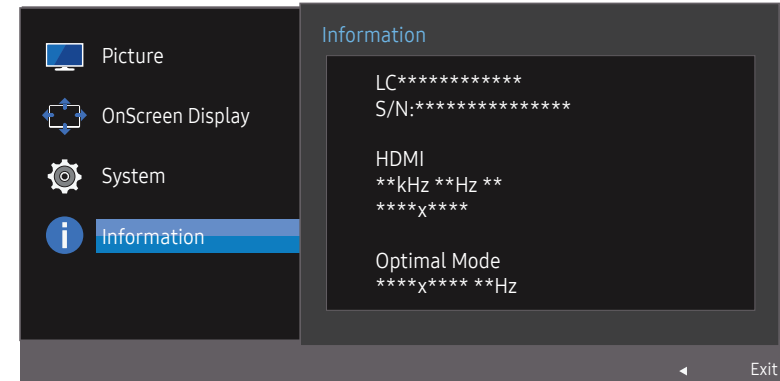 Picture
OnScreen Display
System
Information
Information
LC************
S/N:***************
HDMI
**kHz **Hz **
****x****
Optimal Mode
****x**** **Hz
Exit